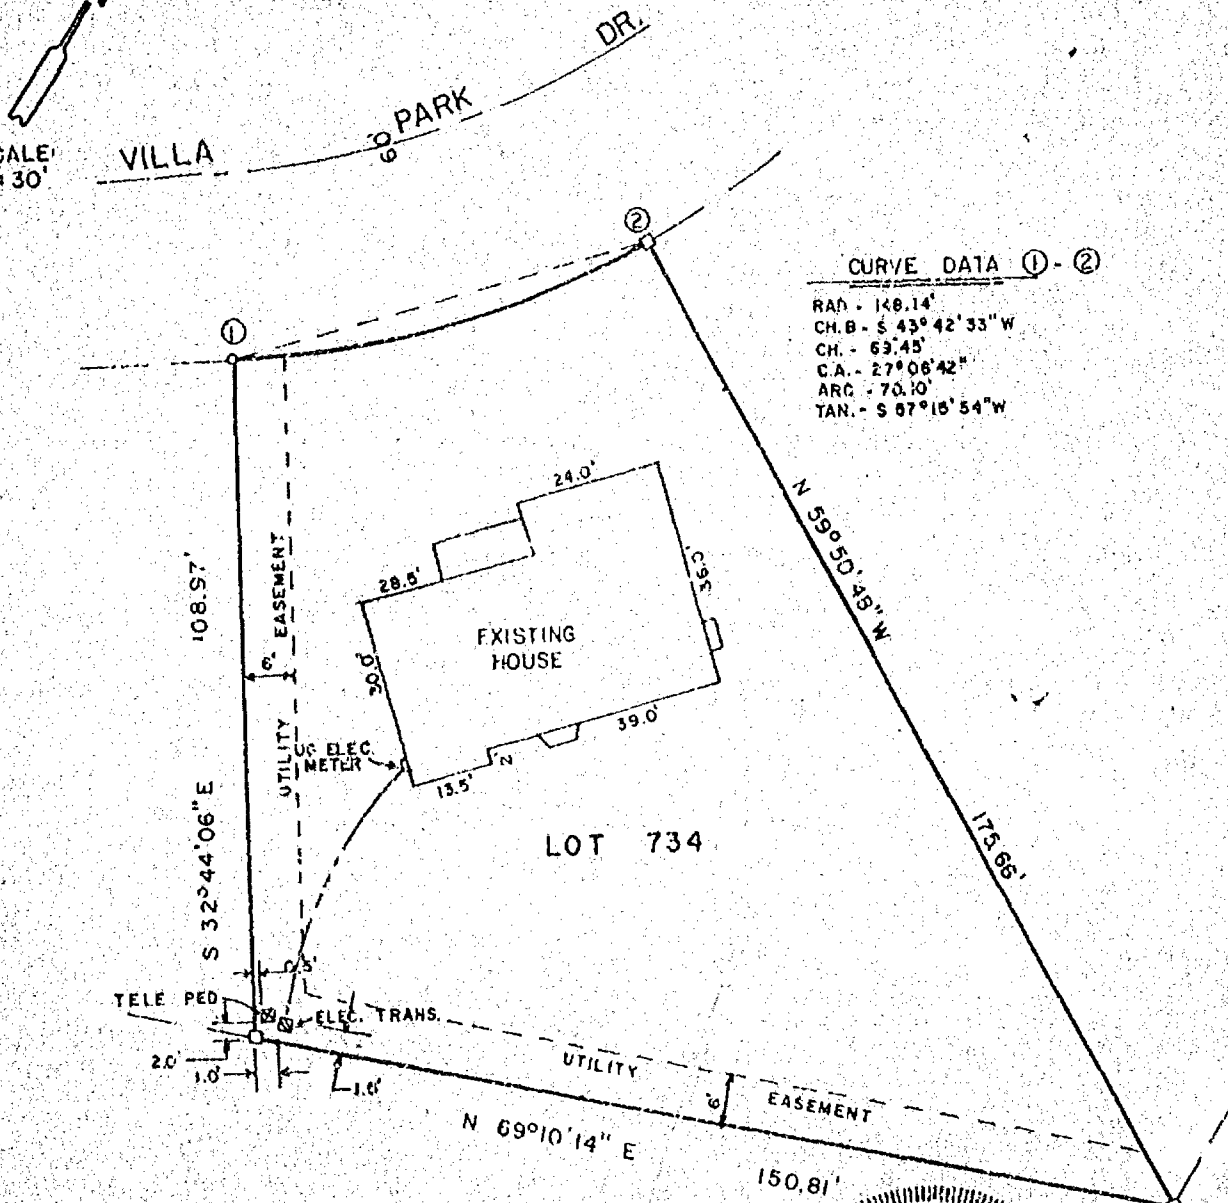 VILLA PARK DR.
60
30'
①
②
CURVE DATA ① - ②
RAD - 148.14'
CH.B - S 43° 42' 33" W
CH. - 69.45'
C.A. - 27° 06' 42"
ARC - 70.10'
TAN. - S 57° 15' 54" W
24.0'
28.5'
36.0'
N 59° 50' 48" W
108.97'
UTILITY EASEMENT
6'
EXISTING
HOUSE
30.0'
39.0'
UG ELEC.
METER
2'
13.5'
LOT 734
175.66'
S 32° 44' 06" E
TELE PED
ELEC. TRANS.
2.0'
1.0'
UTILITY EASEMENT
6'
N 69° 10' 14" E
150.81'